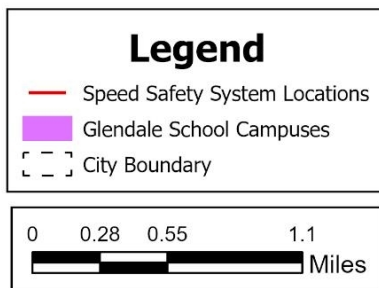 Legend
Speed Safety System Locations
Glendale School Campuses
City Boundary
0 0.28 0.55 1.1
Miles